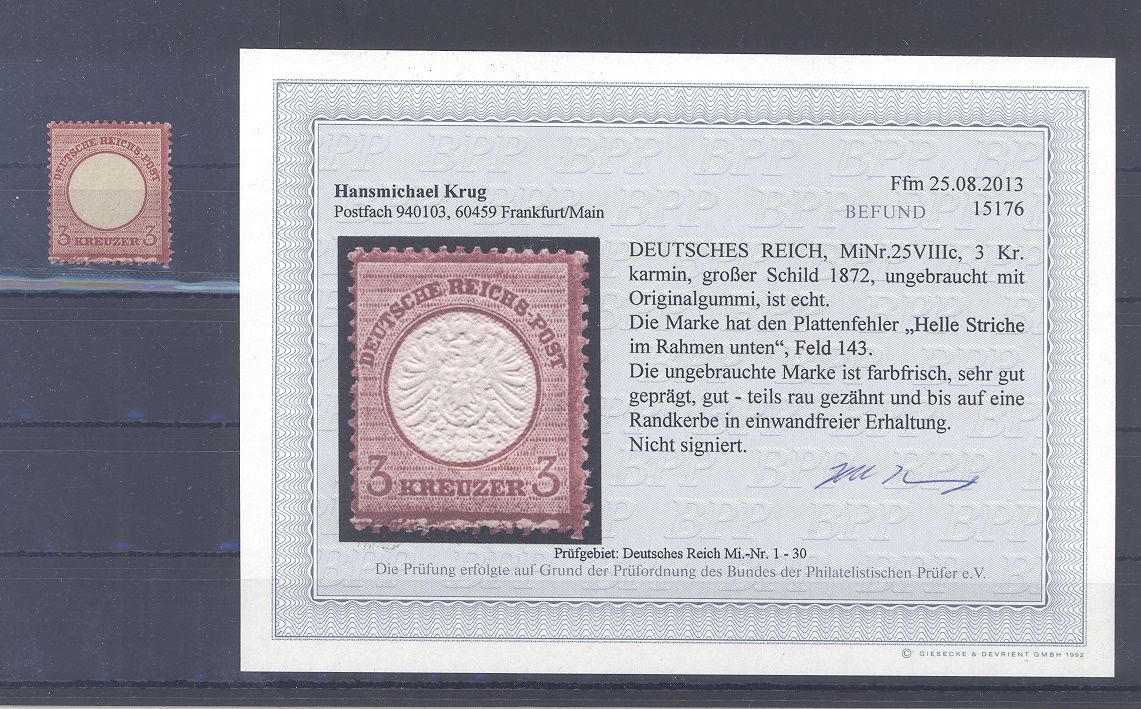 DEUTSCHE REICHS-POST
3 KREUZER 3
Hansmichael Krug
Postfach 940103, 60459 Frankfurt/Main
Ffm 25.08.2013
BEFUND 15176
DEUTSCHE REICHS-POST
3 KREUZER 3
DEUTSCHES REICH, MiNr.25VIIIc, 3 Kr.
karmin, großer Schild 1872, ungebraucht mit
Originalgummi, ist echt.
Die Marke hat den Plattenfehler „Helle Striche
im Rahmen unten“, Feld 143.
Die ungebrauchte Marke ist farbfrisch, sehr gut
geprägt, gut - teils rau gezähnt und bis auf eine
Randkerbe in einwandfreier Erhaltung.
Nicht signiert.
Prüfgebiet: Deutsches Reich Mi.-Nr. 1 - 30
Die Prüfung erfolgte auf Grund der Prüfordnung des Bundes der Philatelistischen Prüfer e.V.
© GIESECKE & DEVRIENT GMBH 1992
BPP BPP BPP BPP BPP